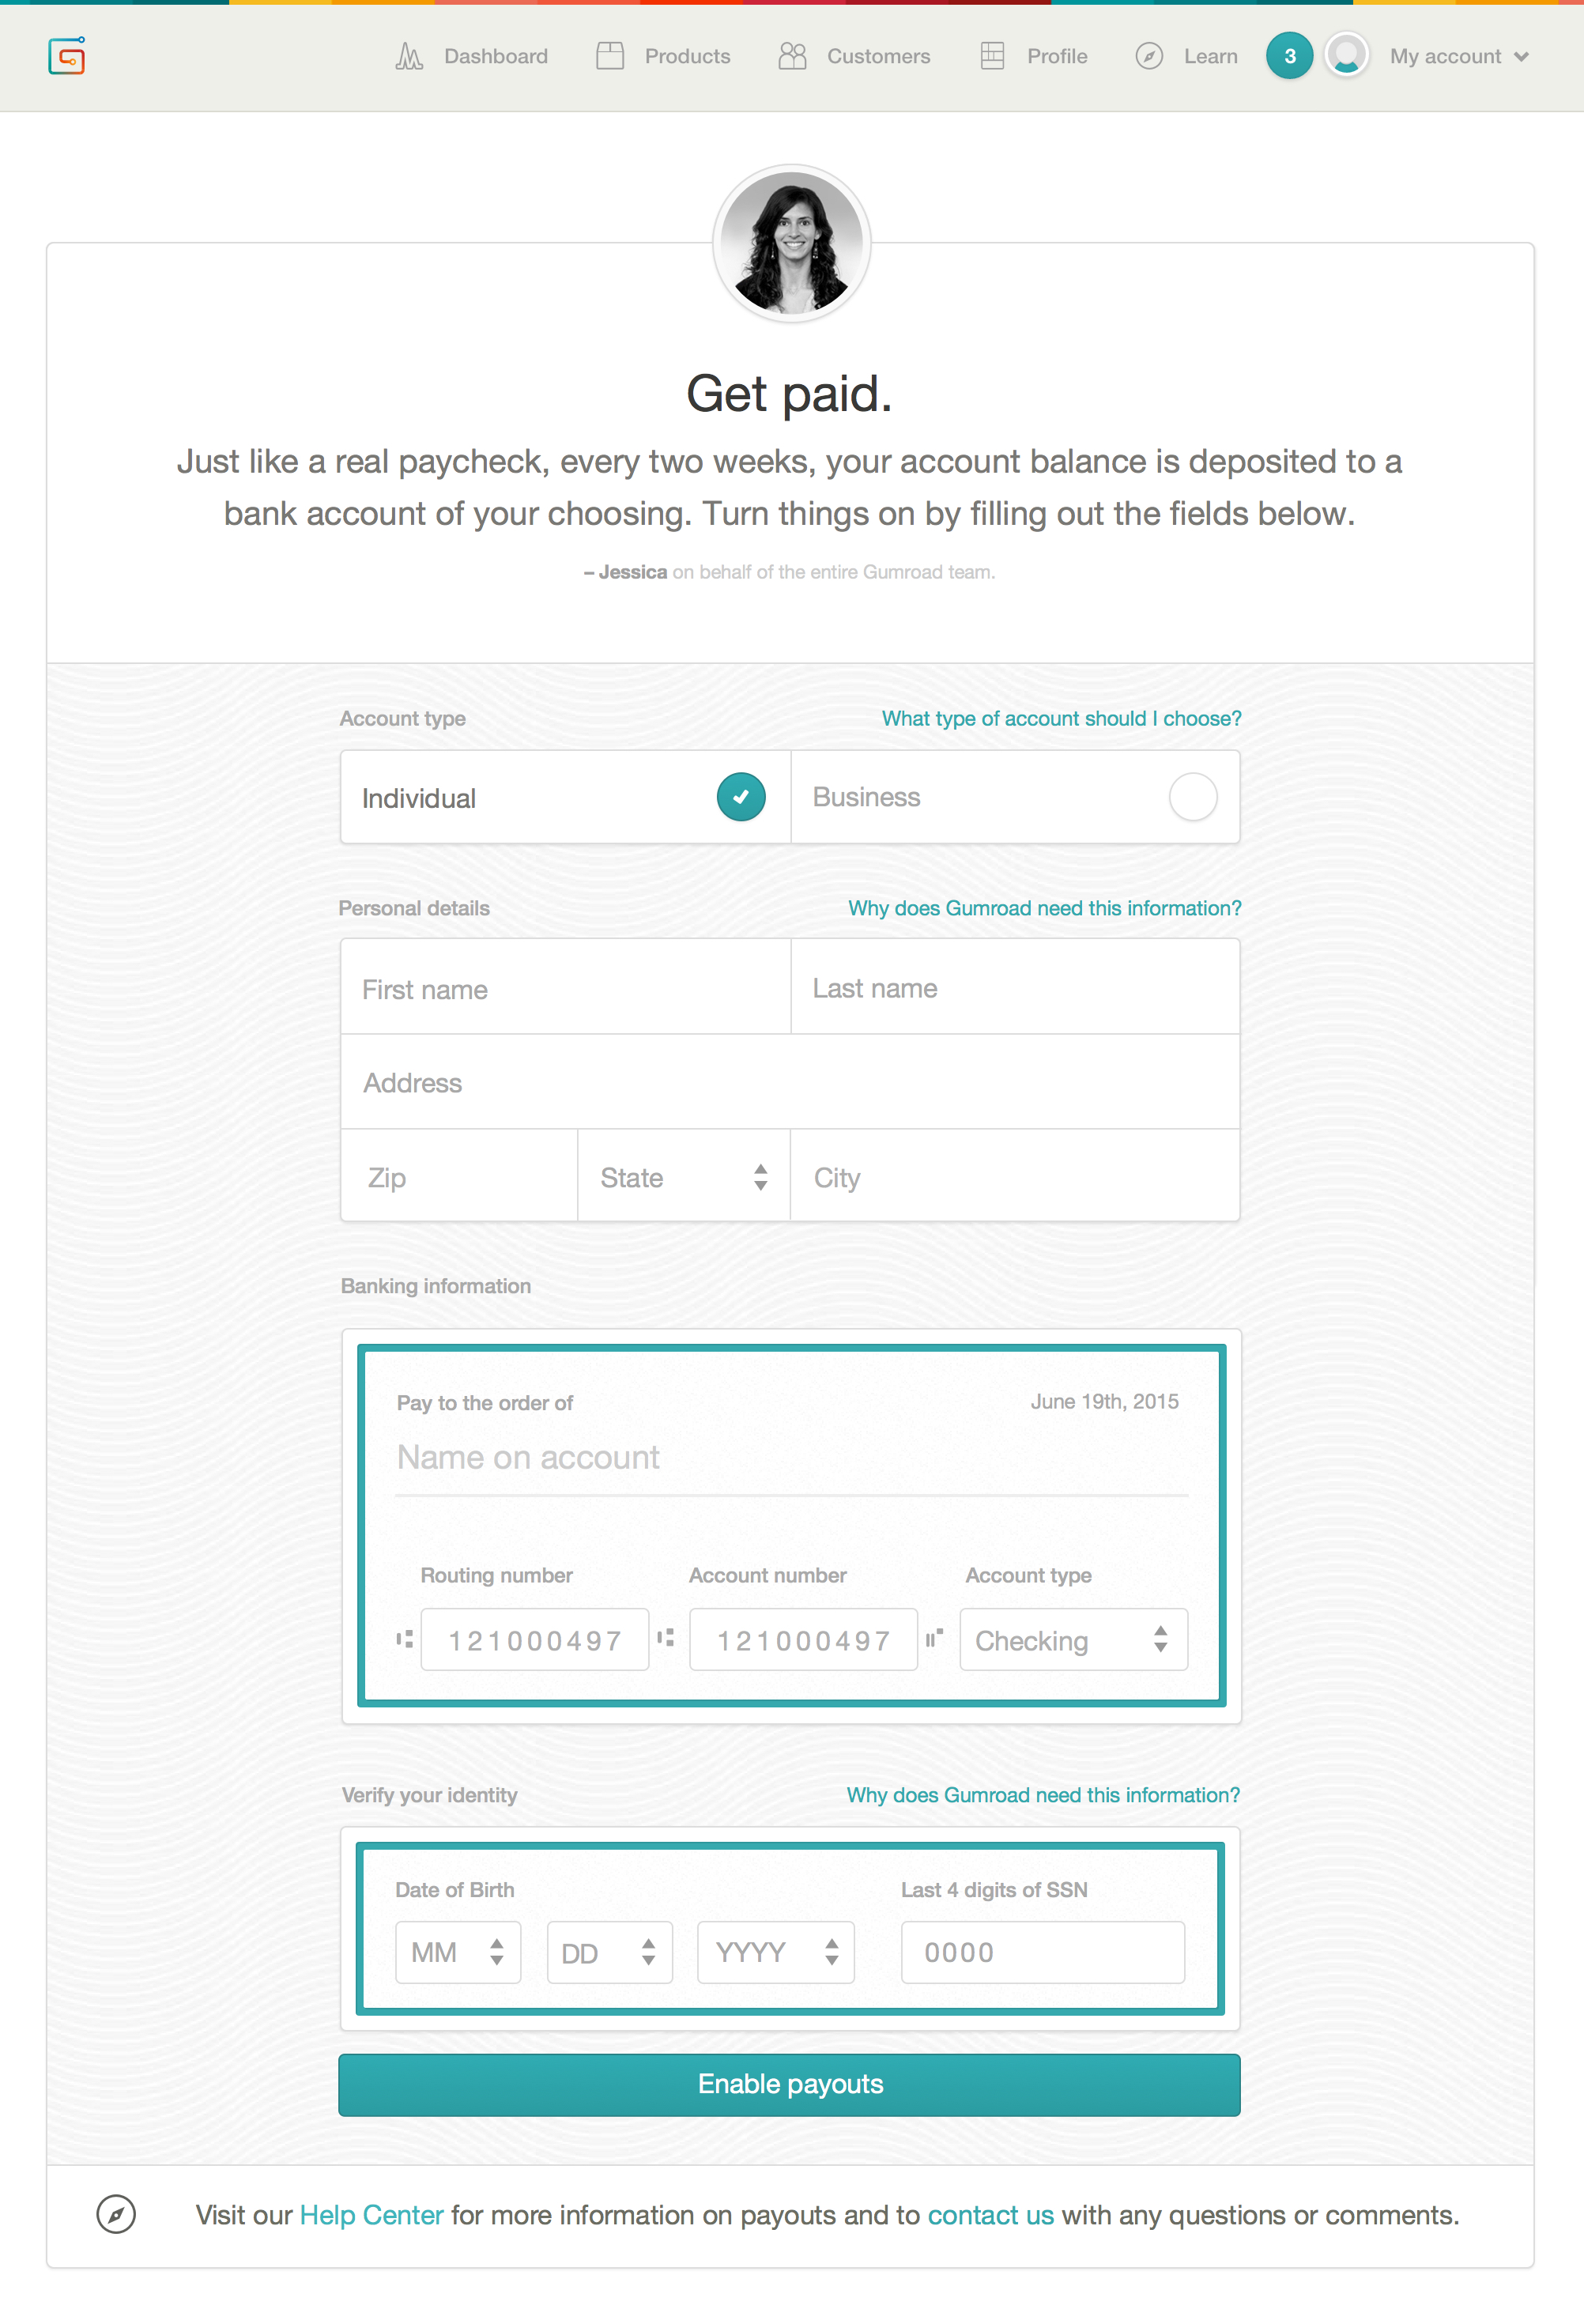 Dashboard Products Customers Profile Learn 3 My account
Get paid.
Just like a real paycheck, every two weeks, your account balance is deposited to a
bank account of your choosing. Turn things on by filling out the fields below.
– Jessica on behalf of the entire Gumroad team.
Account type What type of account should I choose?
Individual Business
Personal details Why does Gumroad need this information?
First name Last name
Address
Zip State City
Banking information
Pay to the order of June 19th, 2015
Name on account
Routing number Account number Account type
121000497 121000497 Checking
Verify your identity Why does Gumroad need this information?
Date of Birth Last 4 digits of SSN
MM DD YYYY 0000
Enable payouts
Visit our Help Center for more information on payouts and to contact us with any questions or comments.